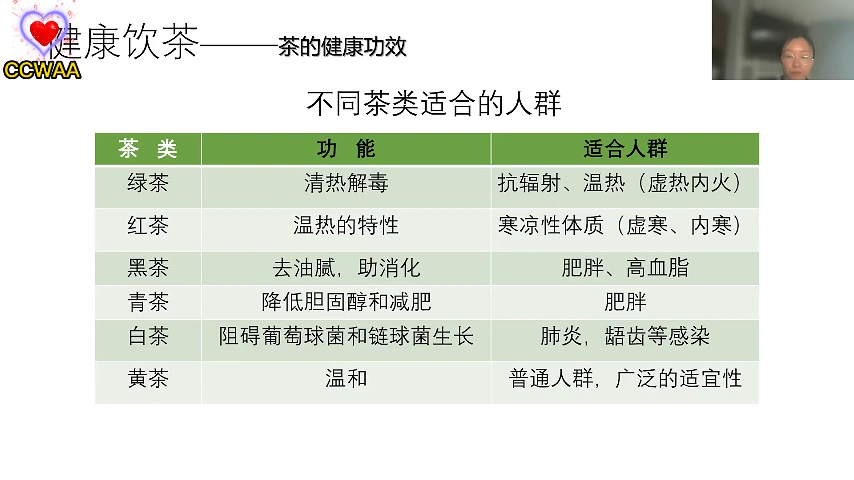 健康饮茶——茶的健康功效
CCWAA
不同茶类适合的人群
茶 类 功 能 适合人群
绿茶 清热解毒 抗辐射、温热（虚热内火）
红茶 温热的特性 寒凉性体质（虚寒、内寒）
黑茶 去油腻，助消化 肥胖、高血脂
青茶 降低胆固醇和减肥 肥胖
白茶 阻碍葡萄球菌和链球菌生长 肺炎，龉齿等感染
黄茶 温和 普通人群，广泛的适宜性